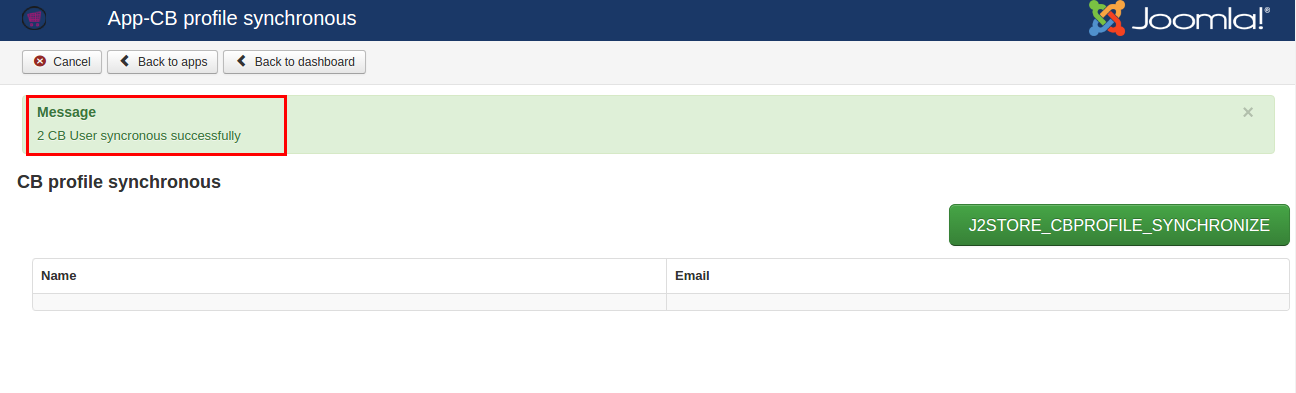 App-CB profile synchronous
Joomla!®
Cancel
Back to apps
Back to dashboard
Message
×
2 CB User syncronous successfully
CB profile synchronous
J2STORE_CBPROFILE_SYNCHRONIZE
Name
Email